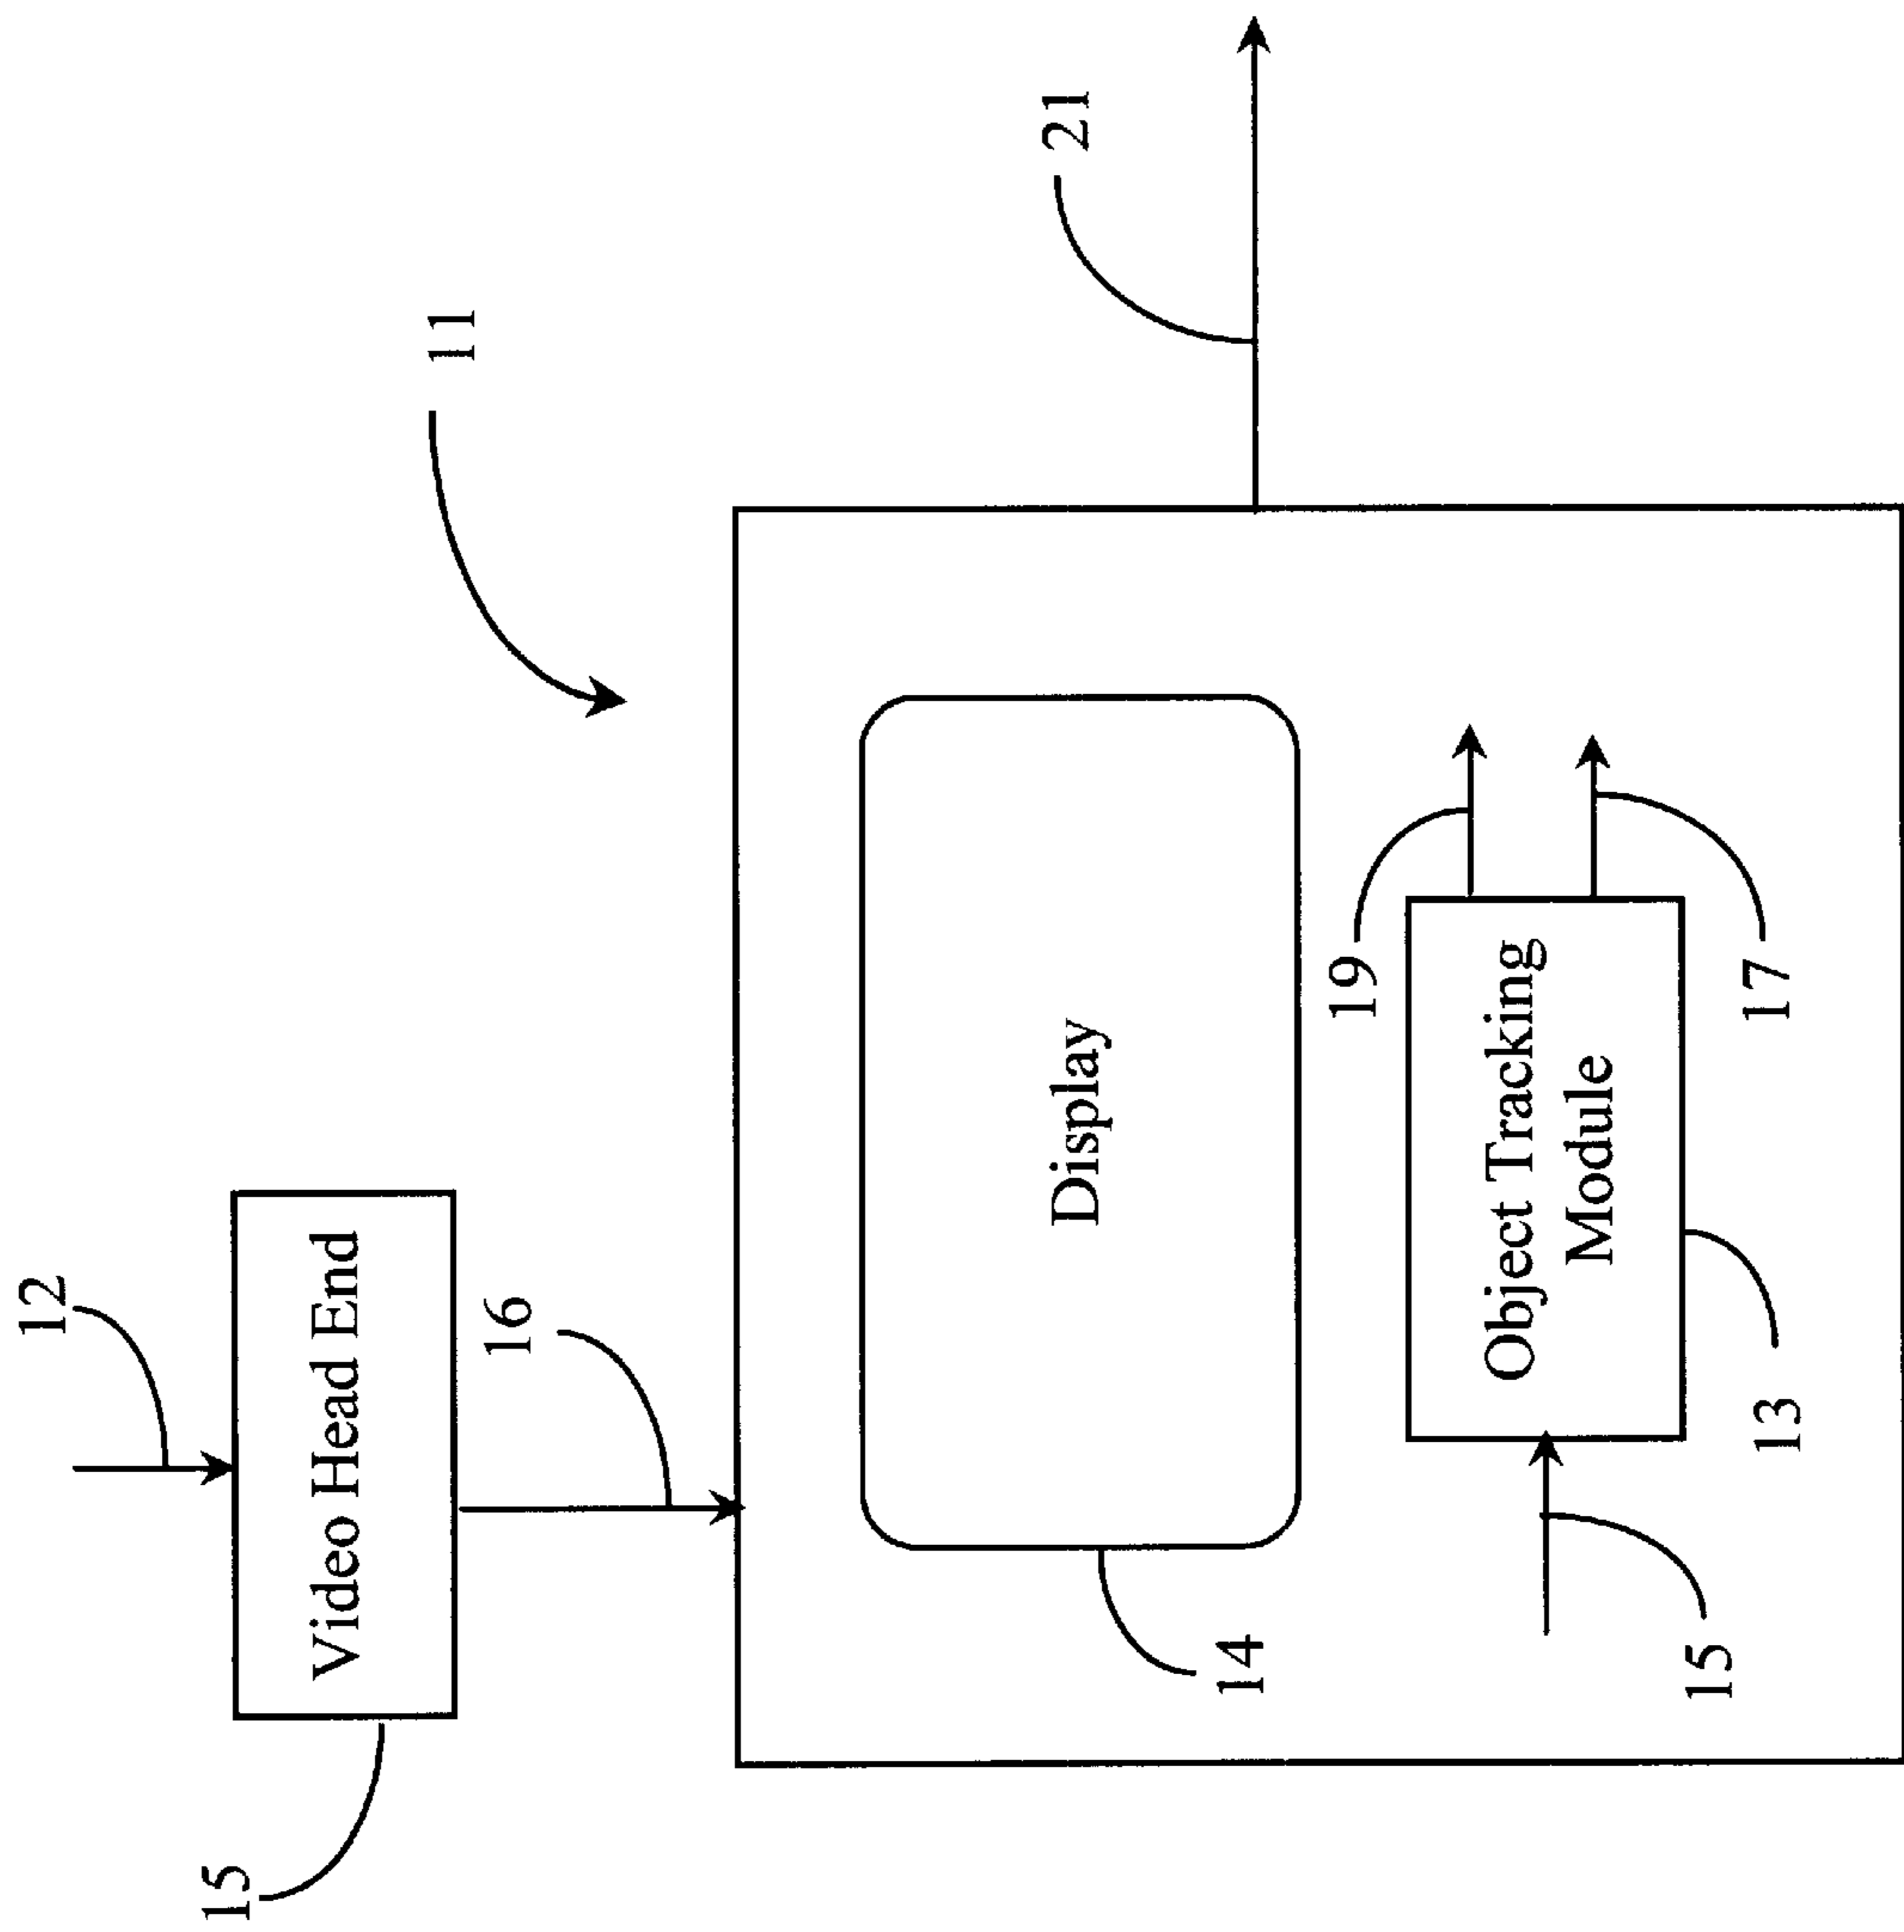 12
15
Video Head End
16
11
21
14
Display
19
15
Object Tracking
Module
13
17